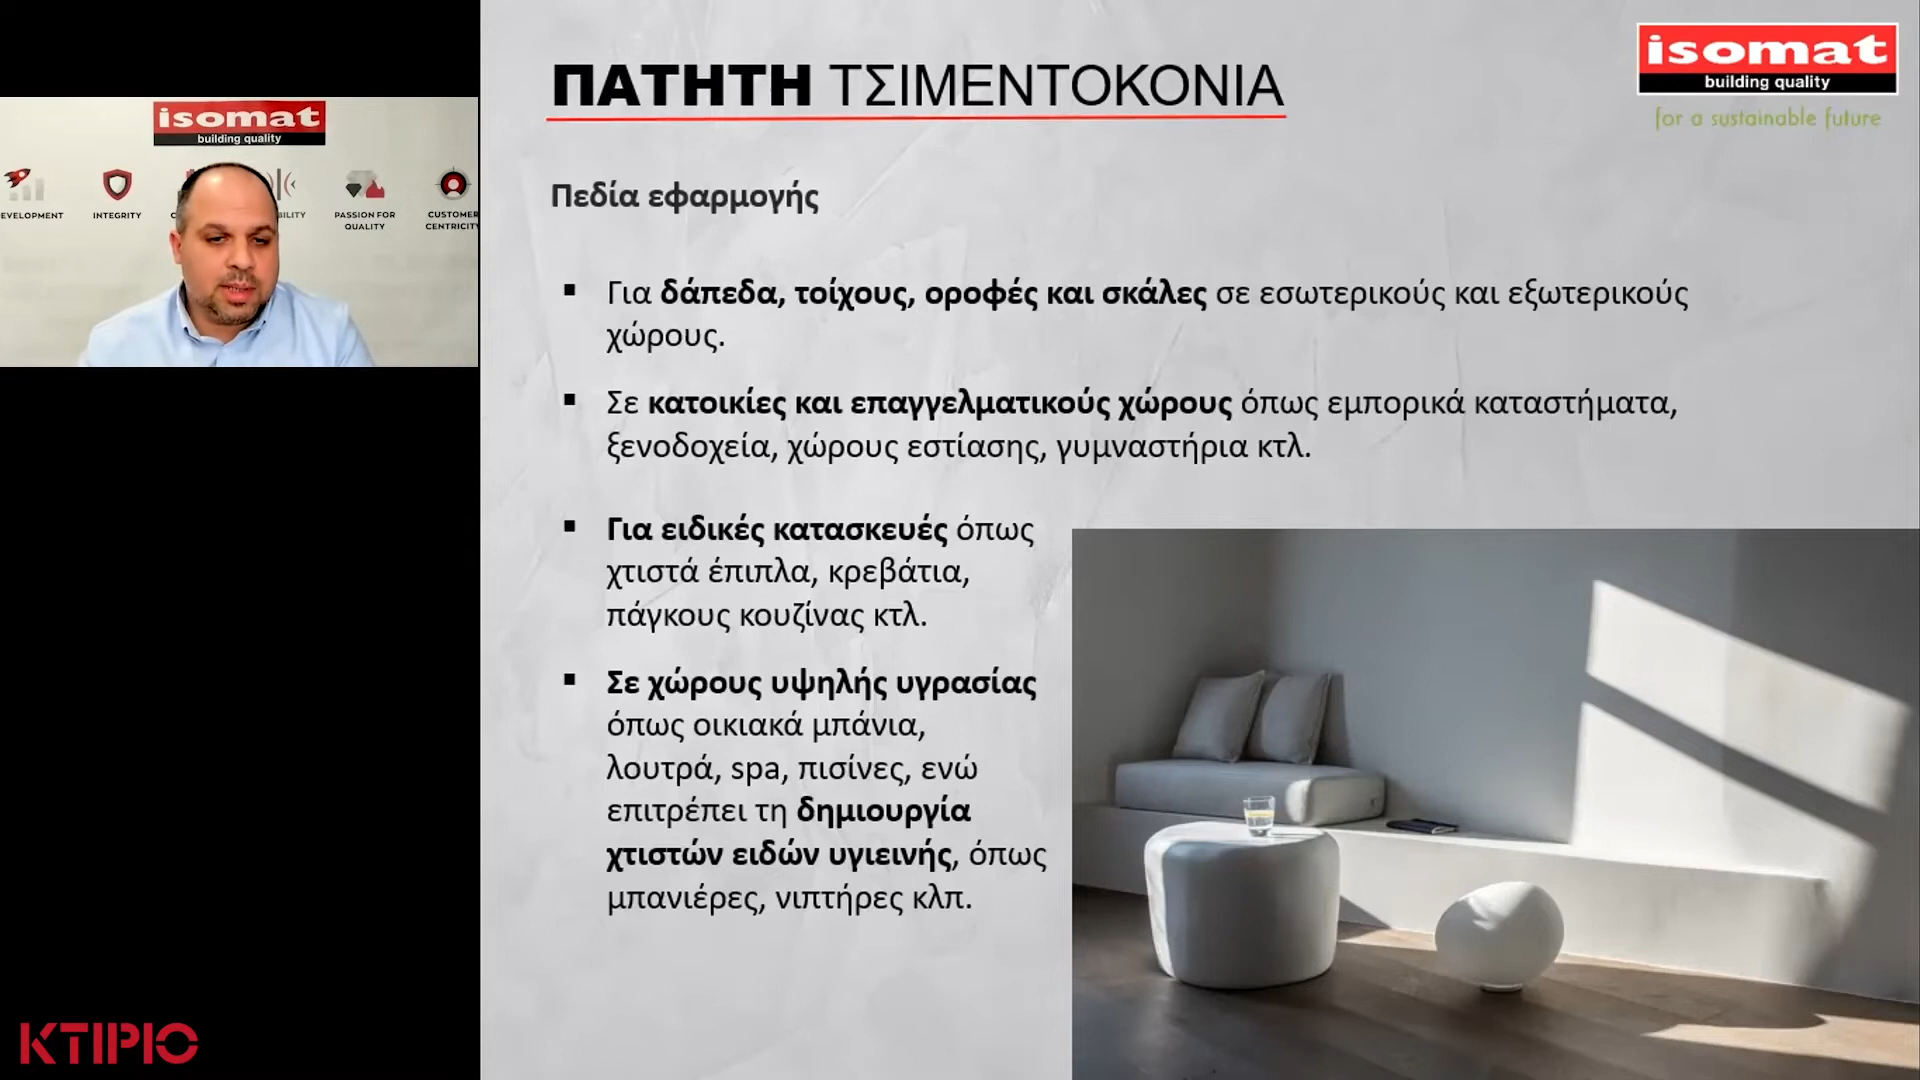 isomat
building quality
EVELOPMENT
INTEGRITY
BILITY
PASSION FOR
QUALITY
CUSTOMER
CENTRICITY
ΚΤΙΡΙΟ
ΠΑΤΗΤΗ ΤΣΙΜΕΝΤΟΚΟΝΙΑ
isomat
building quality
for a sustainable future
Πεδία εφαρμογής
▪ Για δάπεδα, τοίχους, οροφές και σκάλες σε εσωτερικούς και εξωτερικούς
χώρους.
▪ Σε κατοικίες και επαγγελματικούς χώρους όπως εμπορικά καταστήματα,
ξενοδοχεία, χώρους εστίασης, γυμναστήρια κτλ.
▪ Για ειδικές κατασκευές όπως
χτιστά έπιπλα, κρεβάτια,
πάγκους κουζίνας κτλ.
▪ Σε χώρους υψηλής υγρασίας
όπως οικιακά μπάνια,
λουτρά, spa, πισίνες, ενώ
επιτρέπει τη δημιουργία
χτιστών ειδών υγιεινής, όπως
μπανιέρες, νιπτήρες κλπ.